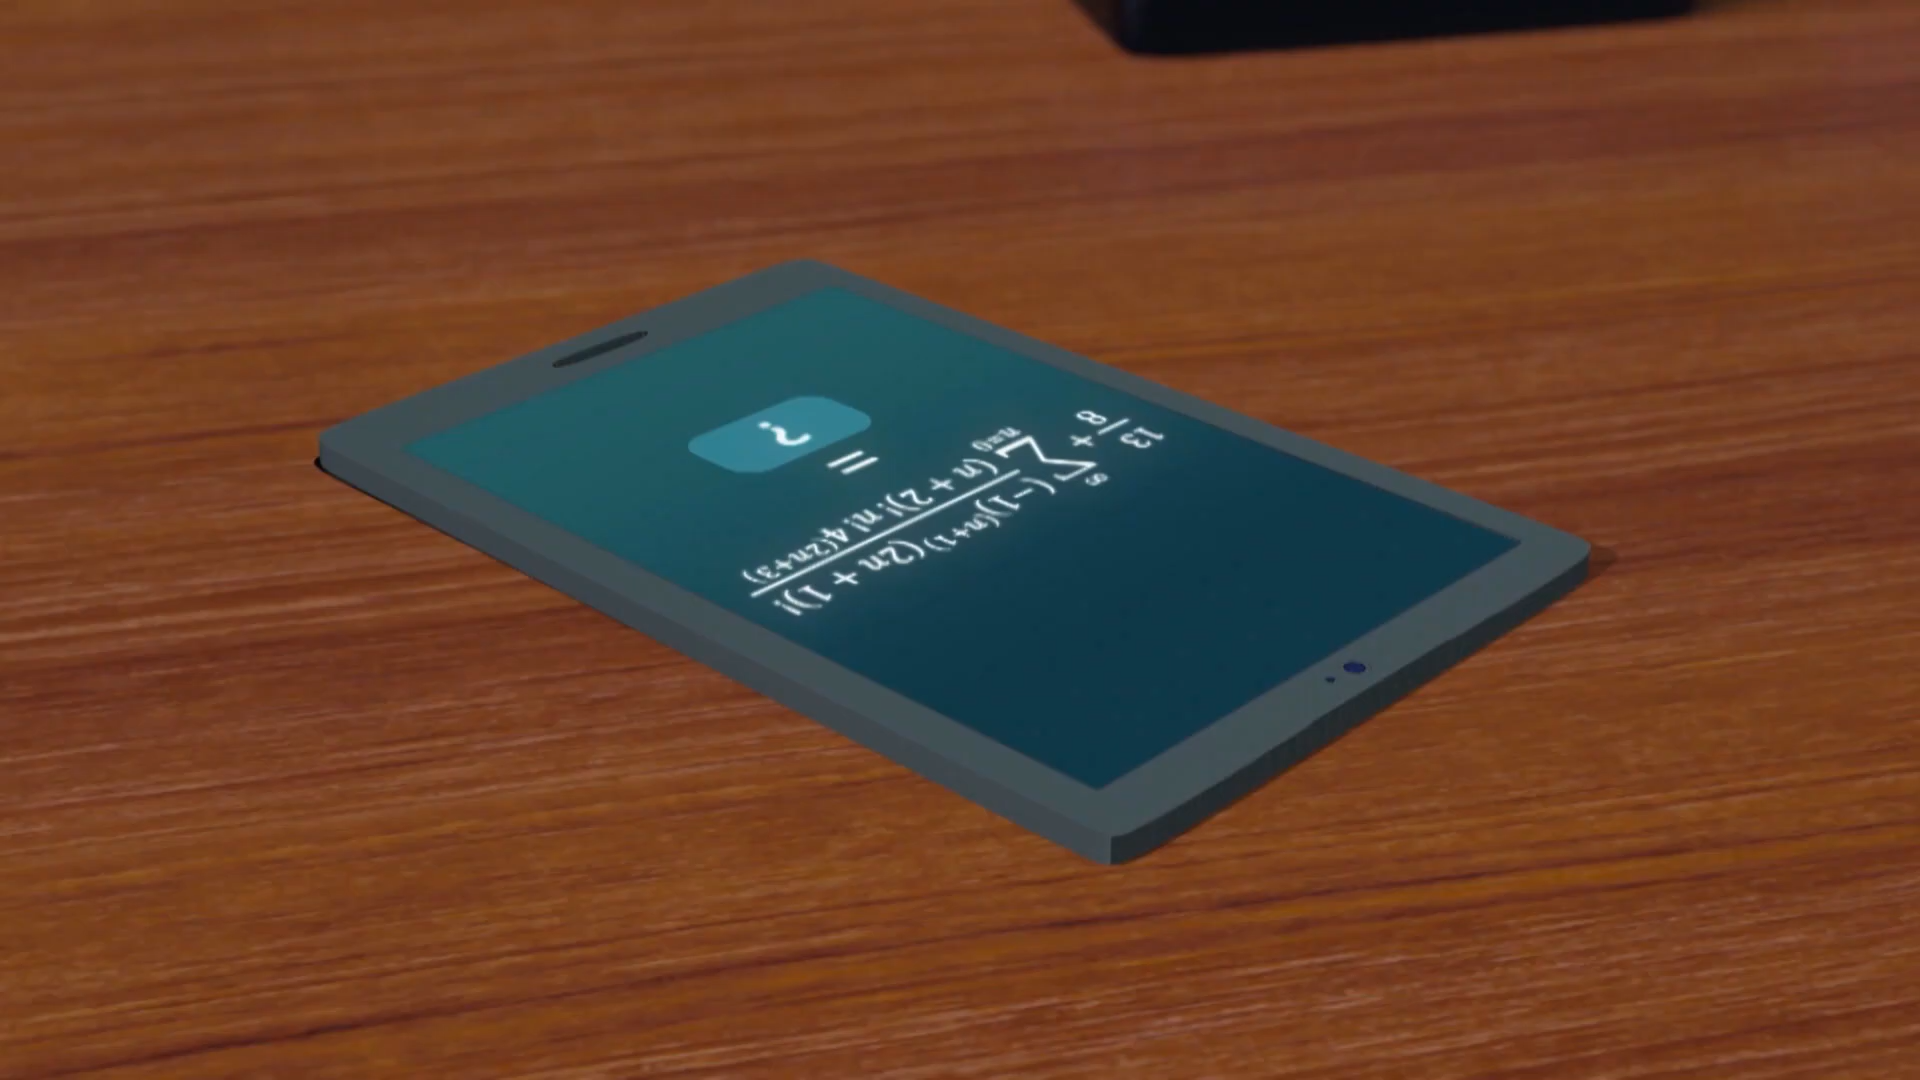 13/8 + ∑_{n=0}^{∞} ((-1)^{(n+1)}(2n + 1)!)/((n + 2)! n! 4^{(2n+3)})
=
?